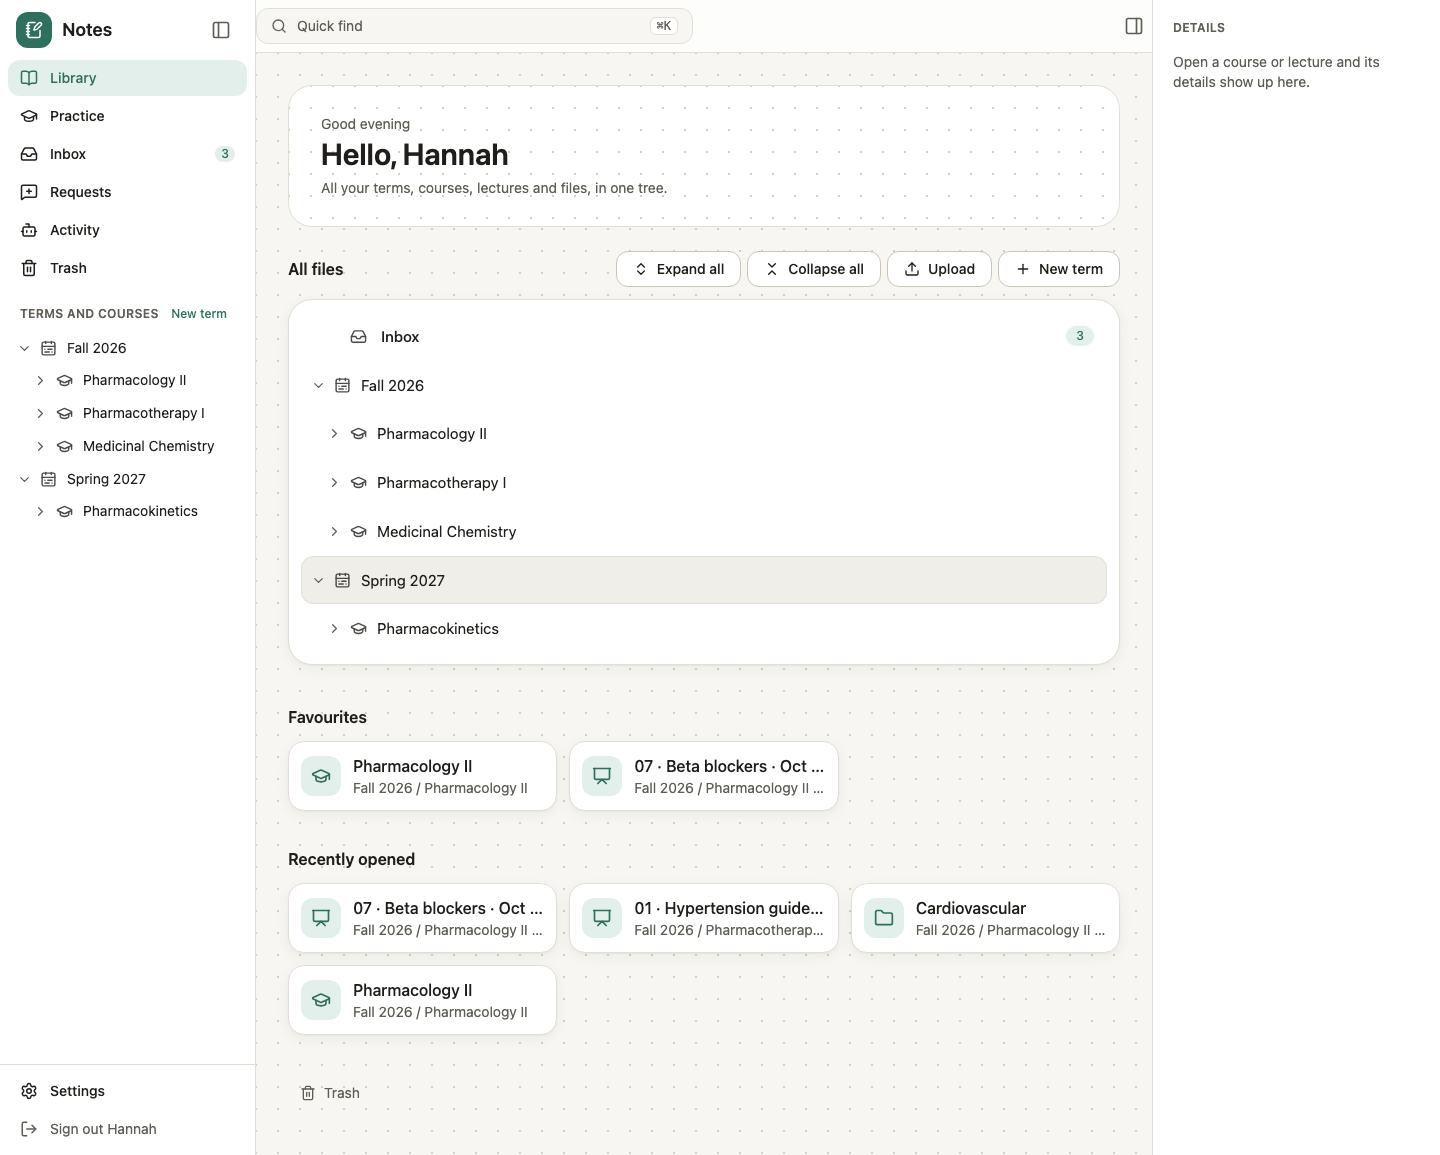 Notes
Library
Practice
Inbox 3
Requests
Activity
Trash
TERMS AND COURSES New term
Fall 2026
Pharmacology II
Pharmacotherapy I
Medicinal Chemistry
Spring 2027
Pharmacokinetics
Settings
Sign out Hannah
Quick find ⌘K
Good evening
Hello, Hannah
All your terms, courses, lectures and files, in one tree.
All files
Expand all
Collapse all
Upload
New term
Inbox 3
Fall 2026
Pharmacology II
Pharmacotherapy I
Medicinal Chemistry
Spring 2027
Pharmacokinetics
Favourites
Pharmacology II
Fall 2026 / Pharmacology II
07 · Beta blockers · Oct ...
Fall 2026 / Pharmacology II ...
Recently opened
07 · Beta blockers · Oct ...
Fall 2026 / Pharmacology II ...
01 · Hypertension guide...
Fall 2026 / Pharmacotherap...
Cardiovascular
Fall 2026 / Pharmacology II ...
Pharmacology II
Fall 2026 / Pharmacology II
Trash
DETAILS
Open a course or lecture and its
details show up here.